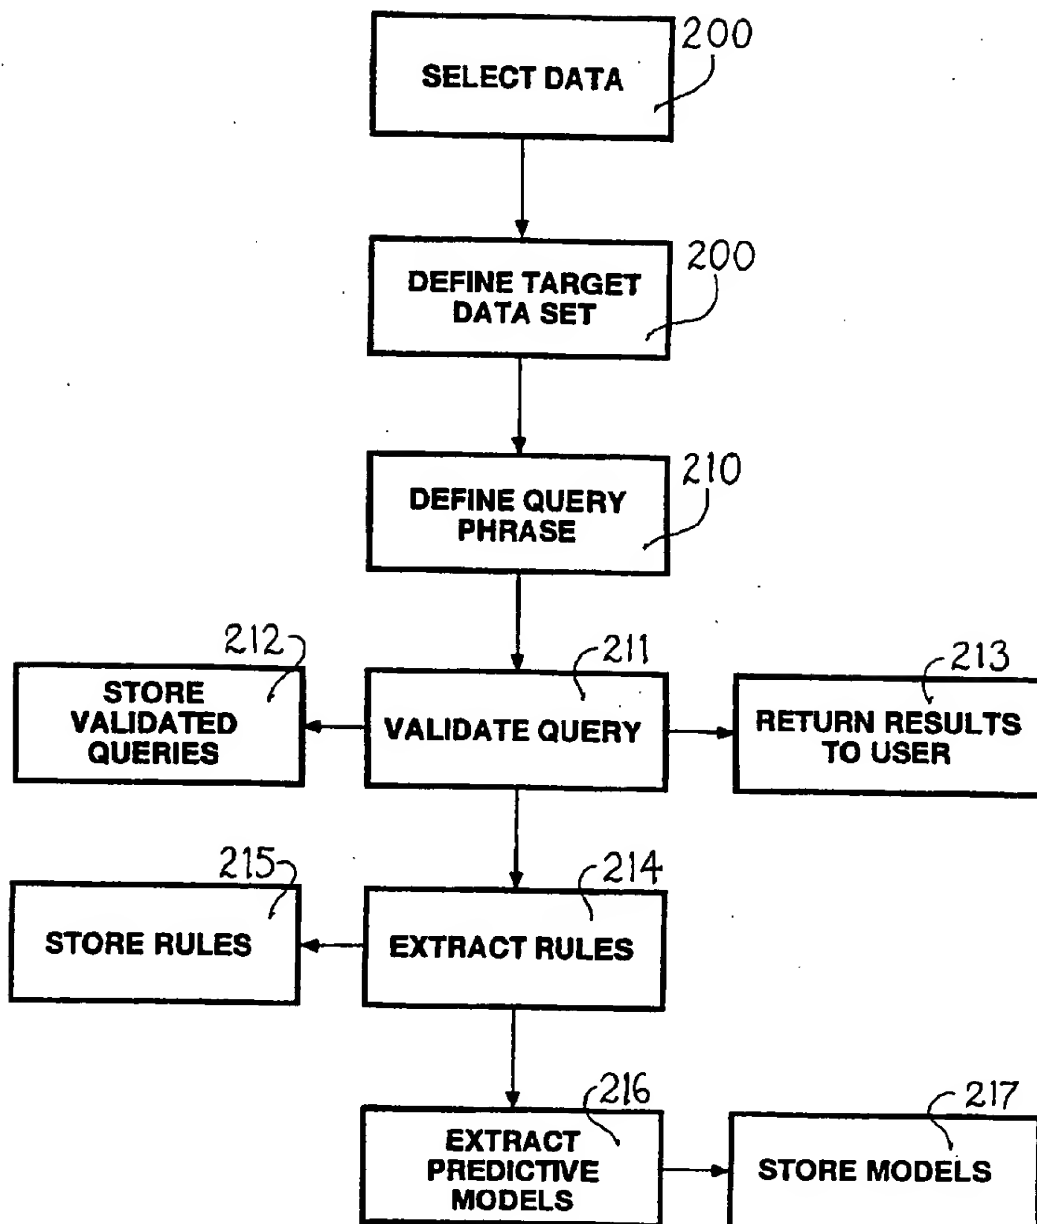 200
SELECT DATA
200
DEFINE TARGET
DATA SET
210
DEFINE QUERY
PHRASE
212
STORE
VALIDATED
QUERIES
211
VALIDATE QUERY
213
RETURN RESULTS
TO USER
215
STORE RULES
214
EXTRACT RULES
216
EXTRACT
PREDICTIVE
MODELS
217
STORE MODELS